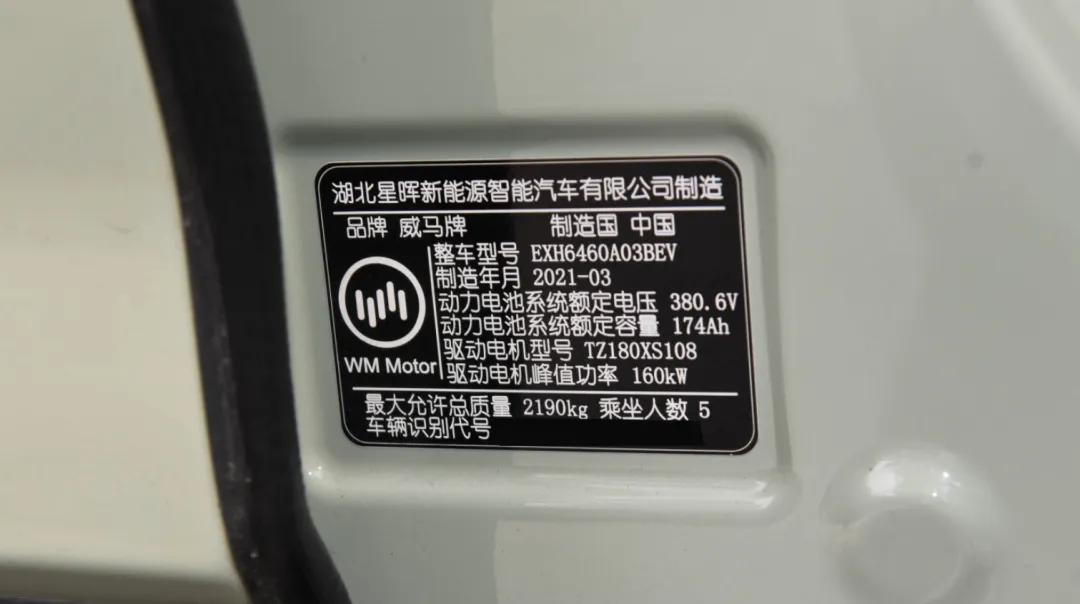 湖北星晖新能源智能汽车有限公司制造
品牌 威马牌 制造国 中国
整车型号 EXH6460A03BEV
制造年月 2021-03
动力电池系统额定电压 380.6V
动力电池系统额定容量 174Ah
驱动电机型号 TZ180XS108
驱动电机峰值功率 160kW
WM Motor
最大允许总质量 2190kg 乘坐人数 5
车辆识别代号